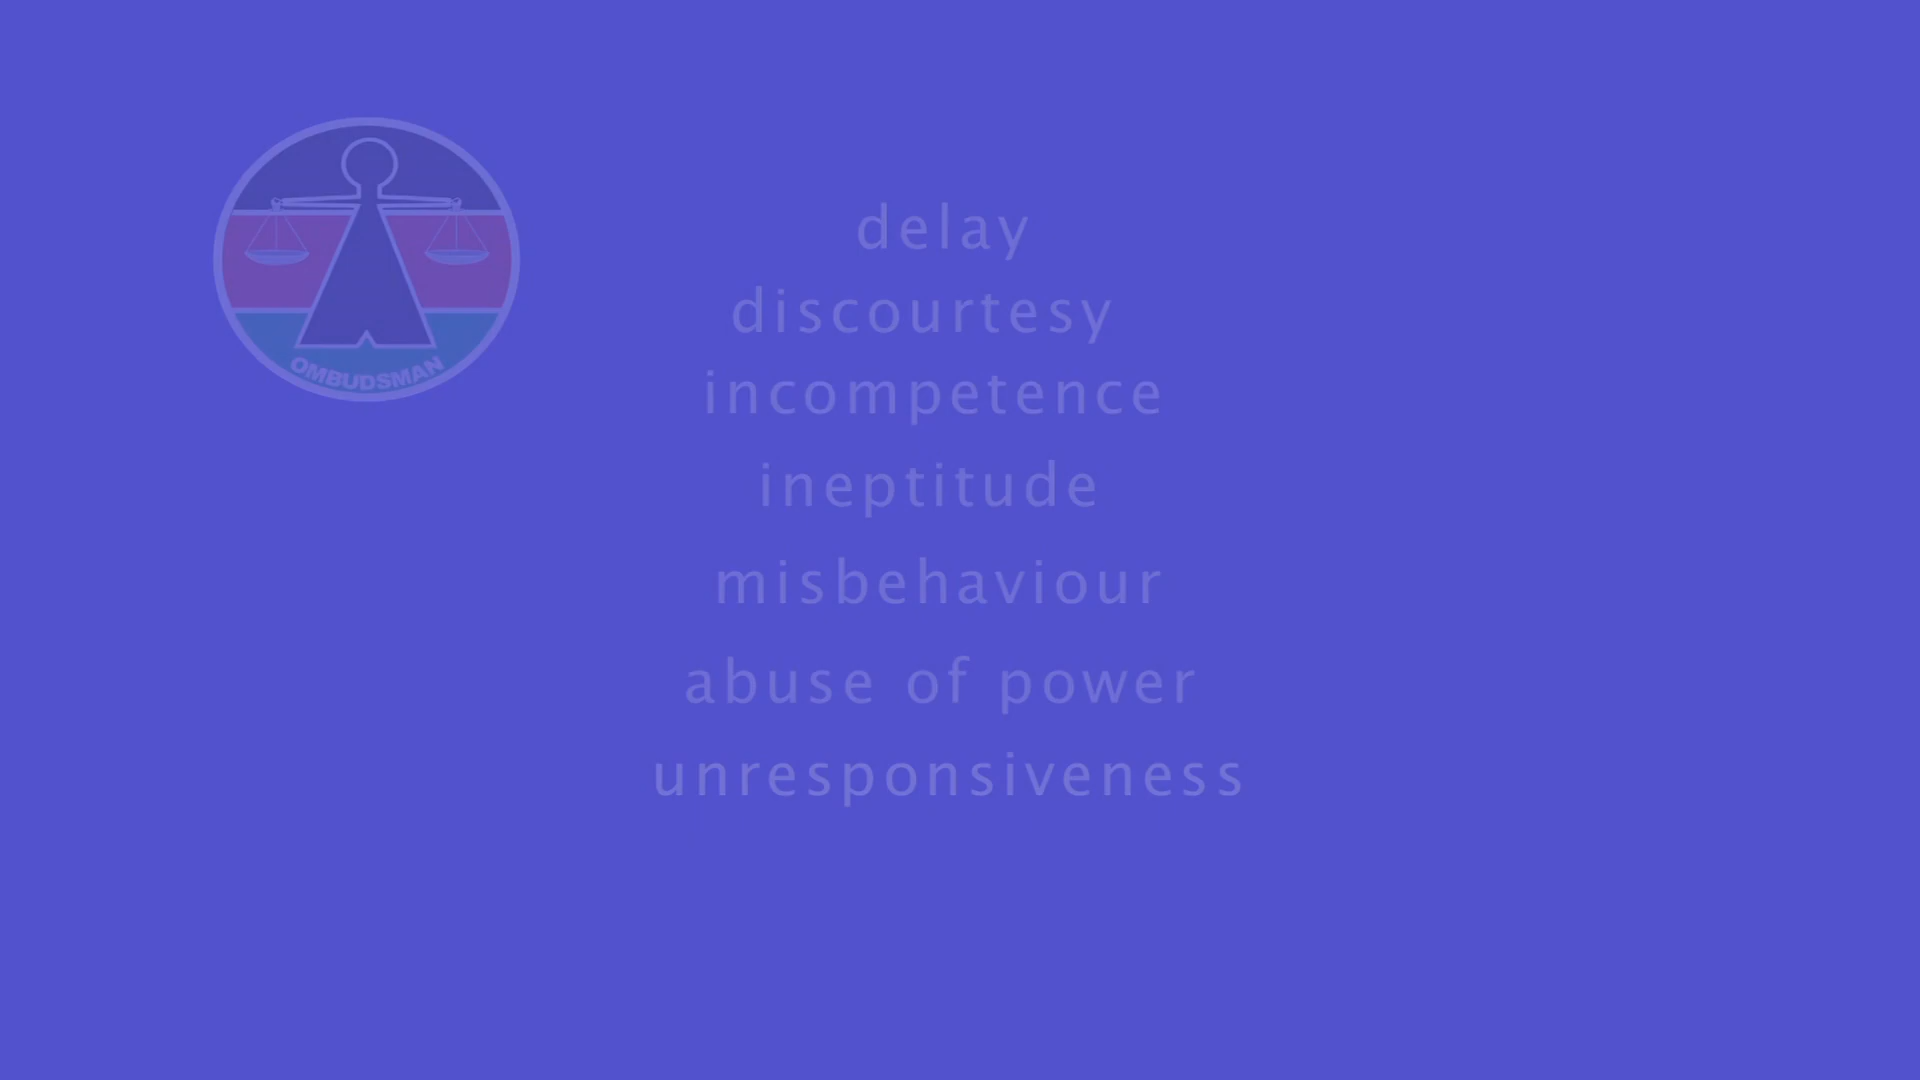 OMBUDSMAN
delay
discourtesy
incompetence
ineptitude
misbehaviour
abuse of power
unresponsiveness